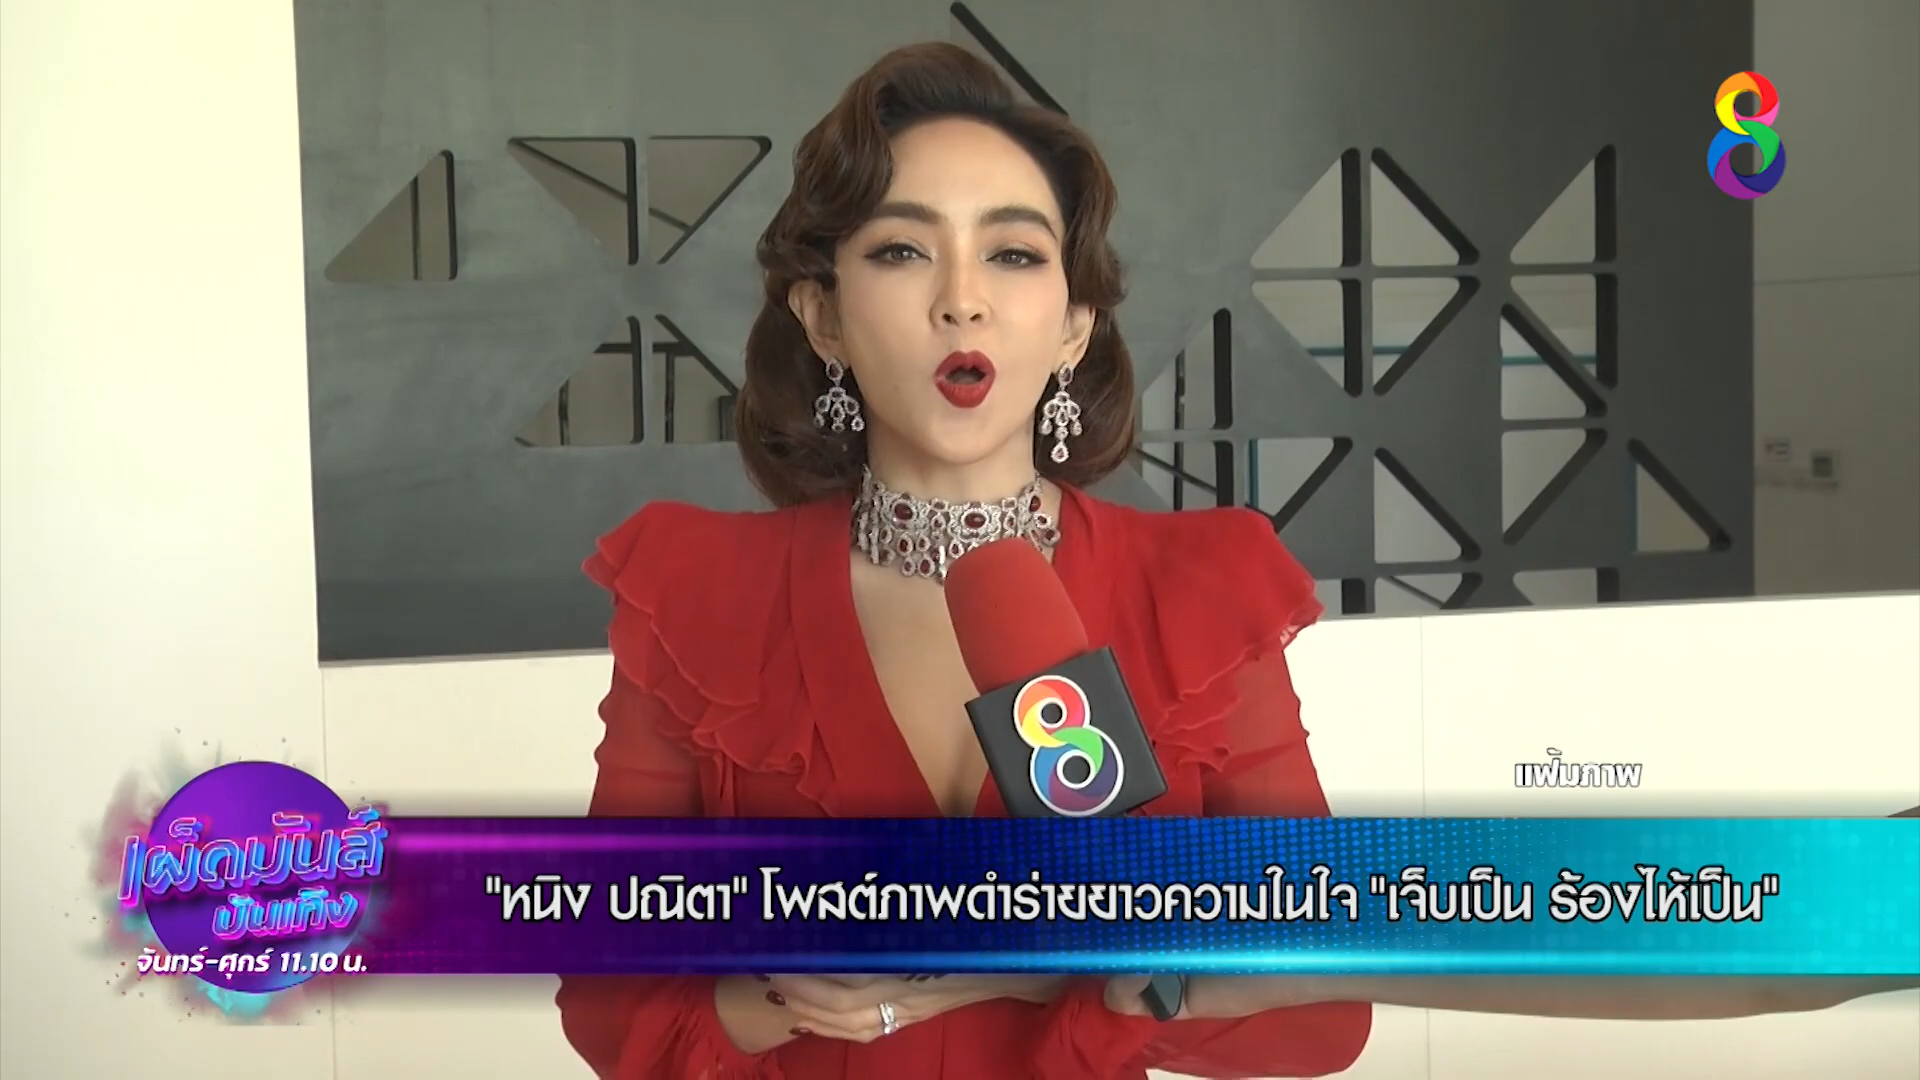 8
8
แฟ้มภาพ
เผ็ดมันส์
บันเทิง
จันทร์-ศุกร์ 11.10 น.
"หนิง ปณิตา" โพสต์ภาพดำร่ายยาวความในใจ "เจ็บเป็น ร้องไห้เป็น"